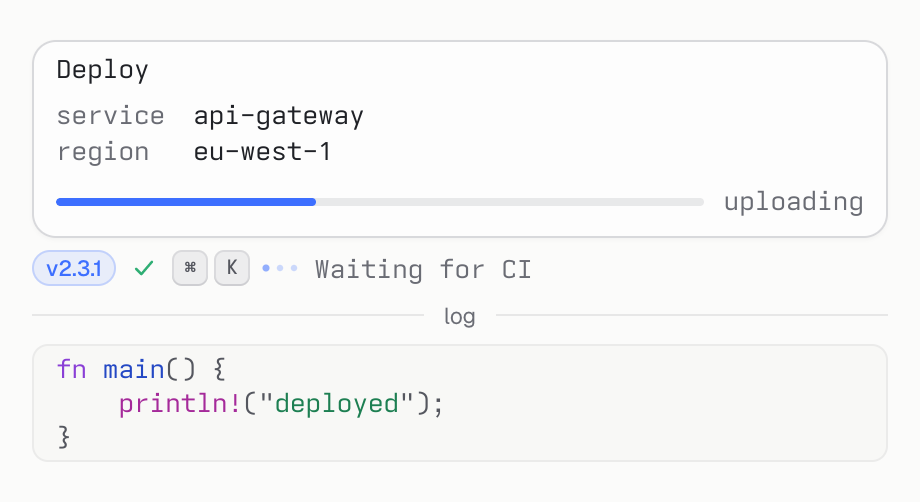 Deploy
service api-gateway
region eu-west-1
uploading
v2.3.1 ✓ ⌘ K Waiting for CI
log
fn main() {
    println!("deployed");
}